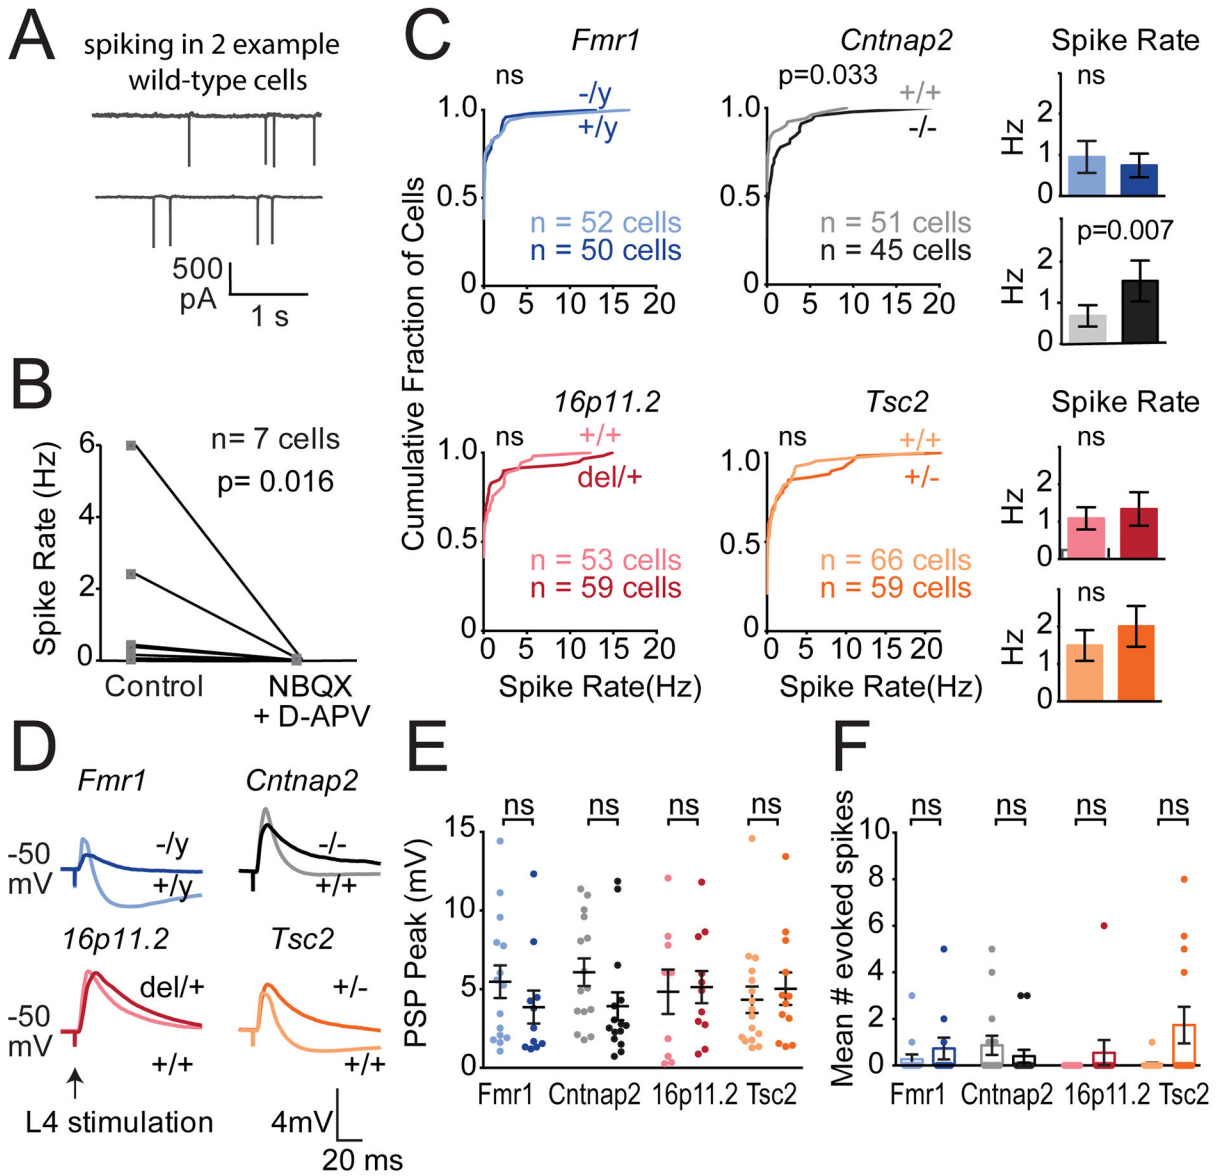 A
spiking in 2 example
wild-type cells
500
pA
1 s
B
Spike Rate (Hz)
6
4
2
0
n= 7 cells
p= 0.016
Control
NBQX
+ D-APV
C
Cumulative Fraction of Cells
Fmr1
ns
-/y
+/y
1.0
0.5
0
n = 52 cells
n = 50 cells
0 5 10 15 20
Cntnap2
p=0.033
+/+
-/-
1.0
0.5
0
n = 51 cells
n = 45 cells
0 5 10 15 20
Spike Rate
ns
Hz
2
1
0
p=0.007
Hz
2
1
0
16p11.2
ns
+/+
del/+
1.0
0.5
0
n = 53 cells
n = 59 cells
0 5 10 15 20
Spike Rate(Hz)
Tsc2
ns
+/+
+/-
1.0
0.5
0
n = 66 cells
n = 59 cells
0 5 10 15 20
Spike Rate(Hz)
Spike Rate
ns
Hz
2
1
0
ns
Hz
2
1
0
D
Fmr1
-50
mV
-/y
+/y
Cntnap2
-/-
+/+
16p11.2
-50
mV
del/+
+/+
Tsc2
+/-
+/+
L4 stimulation
4mV
20 ms
E
PSP Peak (mV)
15
10
5
0
ns ns ns ns
Fmr1 Cntnap2 16p11.2 Tsc2
F
Mean # evoked spikes
10
8
6
4
2
0
ns ns ns ns
Fmr1 Cntnap2 16p11.2 Tsc2